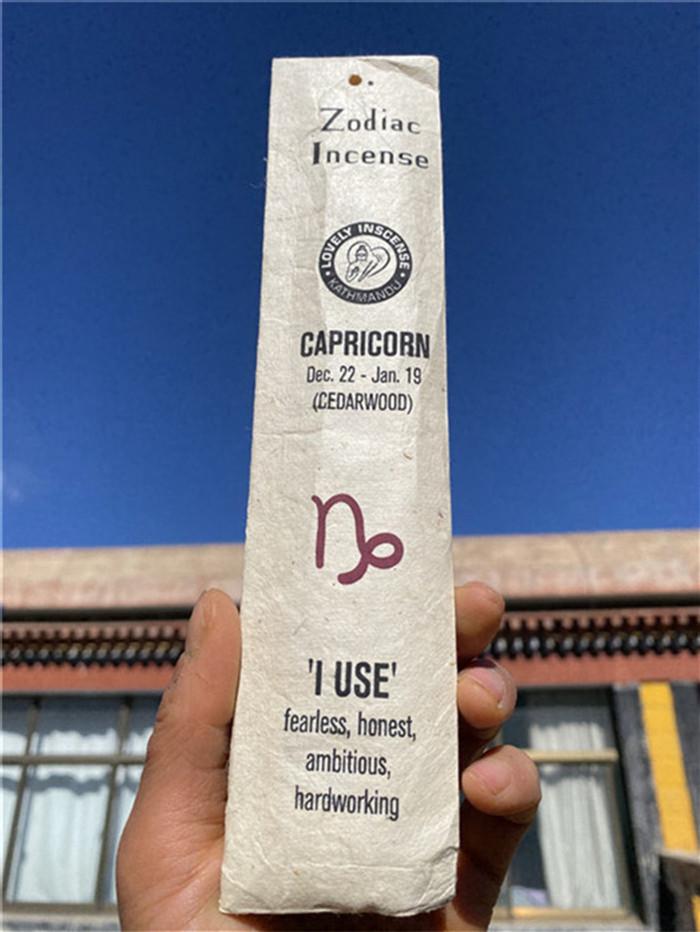 Zodiac
Incense
LOVELY INSCENSE
KATHMANDU
CAPRICORN
Dec. 22 - Jan. 19
(CEDARWOOD)
'I USE'
fearless, honest,
ambitious,
hardworking